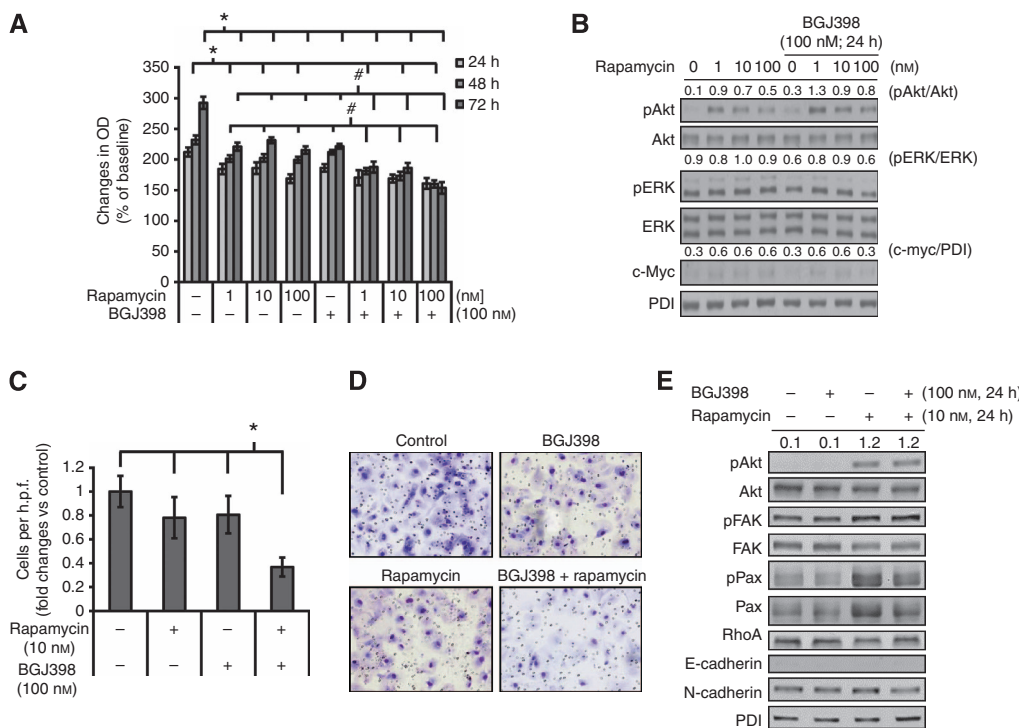 A
*
*
#
#
24 h
48 h
72 h
350
300
250
200
150
100
50
0
Changes in OD
(% of baseline)
Rapamycin – 1 10 100 – 1 10 100 (nM]
BGJ398 – – – – + + + + (100 nM)
B
BGJ398
(100 nM; 24 h)
Rapamycin 0 1 10 100 0 1 10 100 (nM)
0.1 0.9 0.7 0.5 0.3 1.3 0.9 0.8 (pAkt/Akt)
pAkt
Akt
0.9 0.8 1.0 0.9 0.6 0.8 0.9 0.6 (pERK/ERK)
pERK
ERK
0.3 0.6 0.6 0.6 0.3 0.6 0.6 0.3 (c-myc/PDI)
c-Myc
PDI
C
*
1.2
1
0.8
0.6
0.4
0.2
0
Cells per h.p.f.
(fold changes vs control)
Rapamycin – + – +
(10 nM)
BGJ398 – – + +
(100 nM)
D
Control BGJ398
Rapamycin BGJ398 + rapamycin
E
BGJ398 – + – + (100 nM, 24 h)
Rapamycin – – + + (10 nM, 24 h)
0.1 0.1 1.2 1.2
pAkt
Akt
pFAK
FAK
pPax
Pax
RhoA
E-cadherin
N-cadherin
PDI